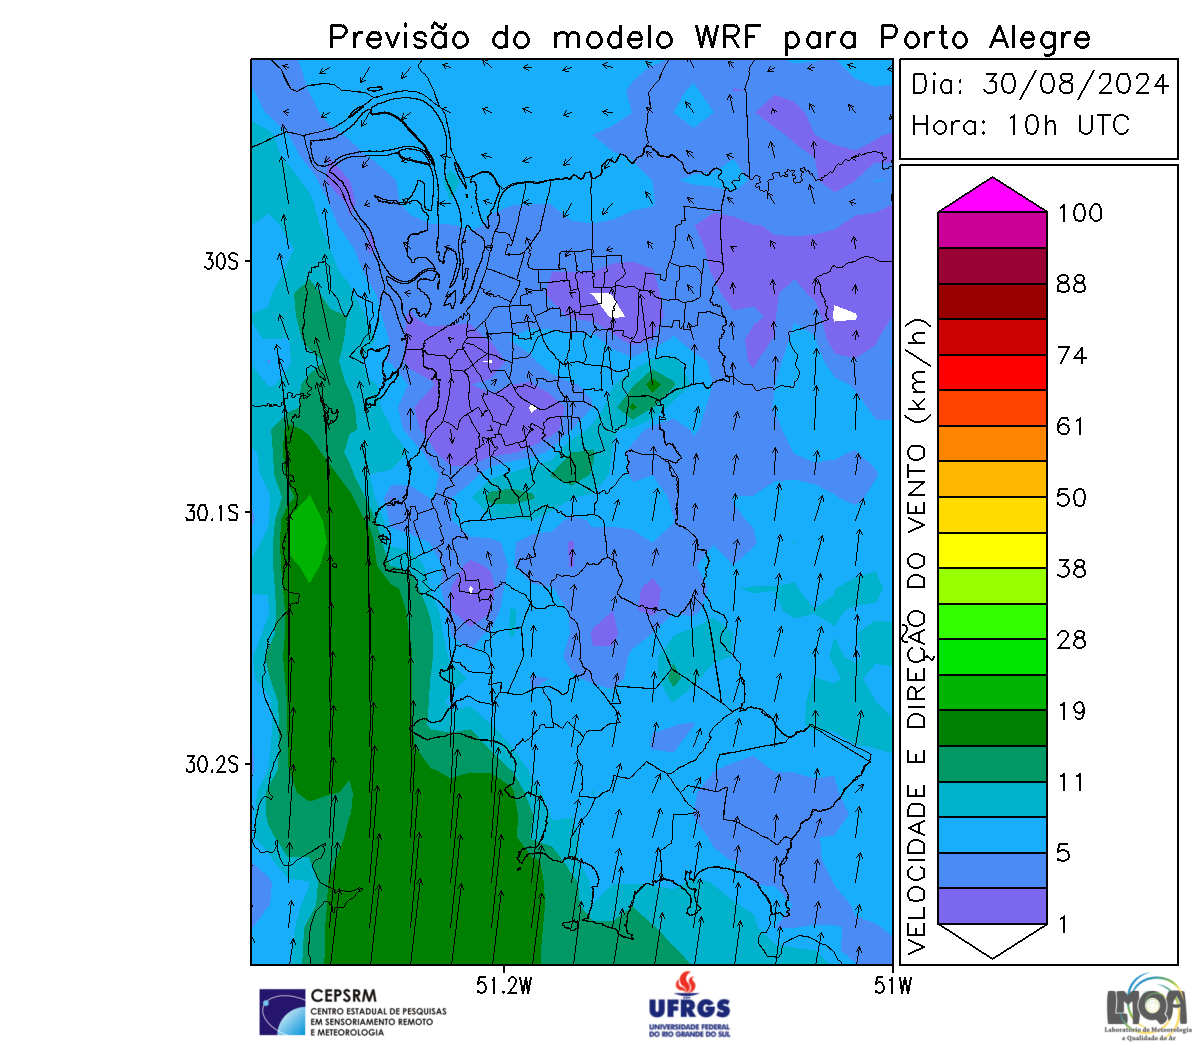 Previsão do modelo WRF para Porto Alegre
Dia: 30/08/2024
Hora: 10h UTC
VELOCIDADE E DIREÇÃO DO VENTO (km/h)
100
88
74
61
50
38
28
19
11
5
1
30S
30.1S
30.2S
51.2W
51W
CEPSRM
CENTRO ESTADUAL DE PESQUISAS
EM SENSORIAMENTO REMOTO
E METEOROLOGIA
UFRGS
UNIVERSIDADE FEDERAL
DO RIO GRANDE DO SUL
LMQA
Laboratório de Meteorologia
e Qualidade do Ar